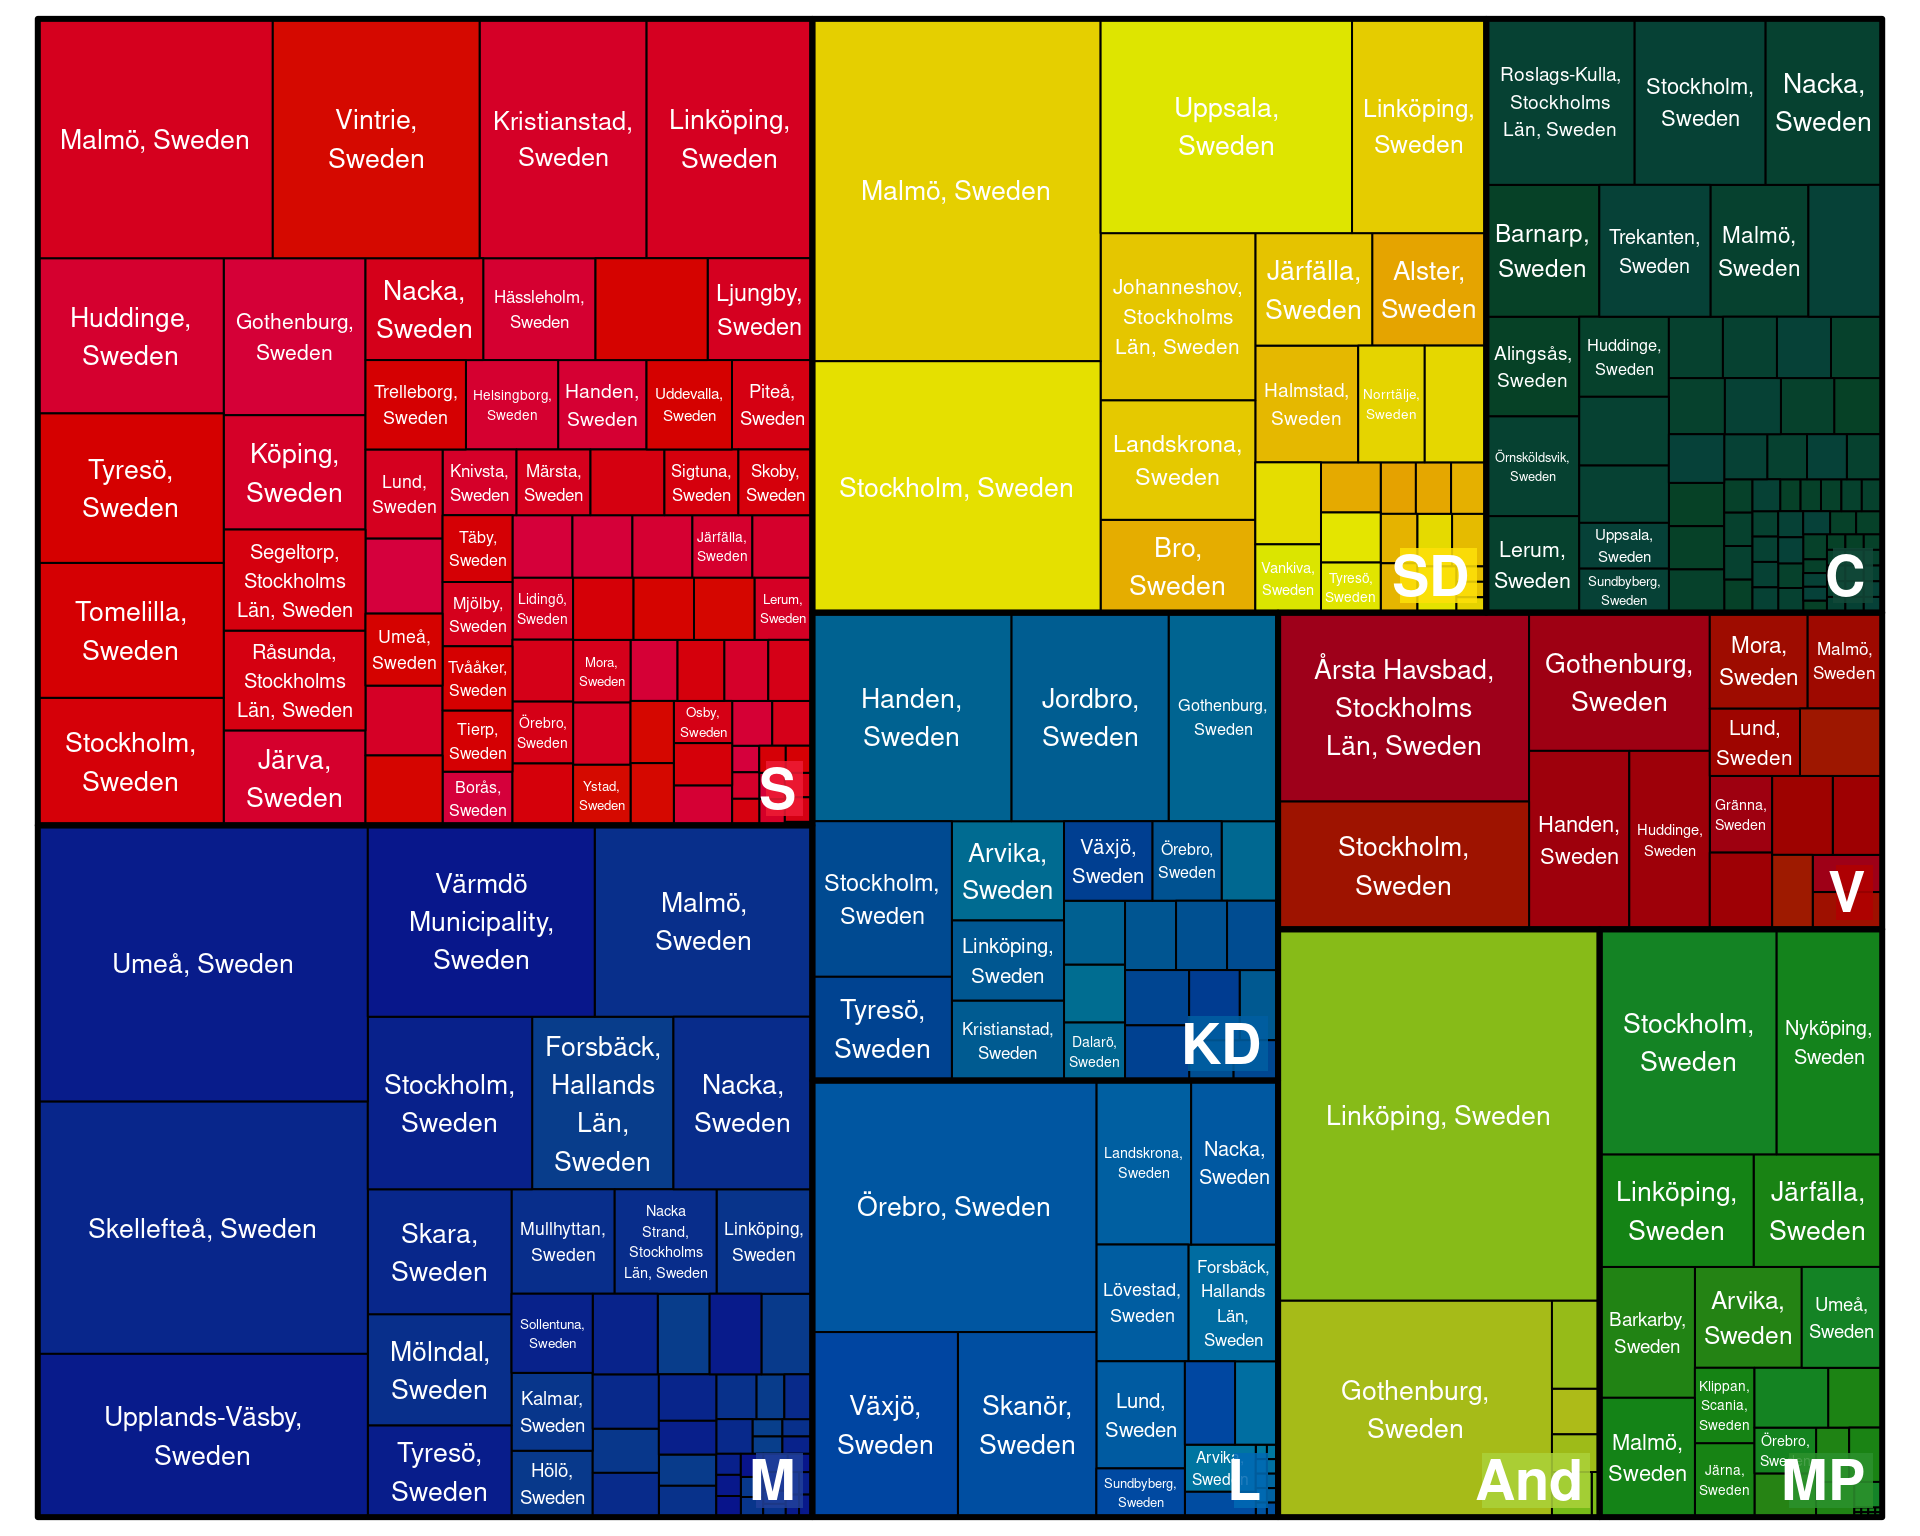 Malmö, Sweden
Vintrie,
Sweden
Kristianstad,
Sweden
Linköping,
Sweden
Huddinge,
Sweden
Gothenburg,
Sweden
Nacka,
Sweden
Hässleholm,
Sweden
Ljungby,
Sweden
Trelleborg,
Sweden
Helsingborg,
Sweden
Handen,
Sweden
Uddevalla,
Sweden
Piteå,
Sweden
Tyresö,
Sweden
Köping,
Sweden
Lund,
Sweden
Knivsta,
Sweden
Märsta,
Sweden
Sigtuna,
Sweden
Skoby,
Sweden
Segeltorp,
Stockholms
Län, Sweden
Täby,
Sweden
Järfälla,
Sweden
Tomelilla,
Sweden
Mjölby,
Sweden
Lidingö,
Sweden
Lerum,
Sweden
Råsunda,
Stockholms
Län, Sweden
Umeå,
Sweden
Tvååker,
Sweden
Mora,
Sweden
Stockholm,
Sweden
Järva,
Sweden
Tierp,
Sweden
Örebro,
Sweden
Osby,
Sweden
Borås,
Sweden
Ystad,
Sweden
S
Malmö, Sweden
Uppsala,
Sweden
Linköping,
Sweden
Johanneshov,
Stockholms
Län, Sweden
Järfälla,
Sweden
Alster,
Sweden
Stockholm, Sweden
Landskrona,
Sweden
Halmstad,
Sweden
Norrtälje,
Sweden
Bro,
Sweden
Vankiva,
Sweden
Tyresö,
Sweden
SD
Roslags-Kulla,
Stockholms
Län, Sweden
Stockholm,
Sweden
Nacka,
Sweden
Barnarp,
Sweden
Trekanten,
Sweden
Malmö,
Sweden
Alingsås,
Sweden
Huddinge,
Sweden
Örnsköldsvik,
Sweden
Lerum,
Sweden
Uppsala,
Sweden
Sundbyberg,
Sweden
C
Umeå, Sweden
Värmdö
Municipality,
Sweden
Malmö,
Sweden
Skellefteå, Sweden
Stockholm,
Sweden
Forsbäck,
Hallands
Län,
Sweden
Nacka,
Sweden
Upplands-Väsby,
Sweden
Skara,
Sweden
Mullhyttan,
Sweden
Nacka
Strand,
Stockholms
Län, Sweden
Linköping,
Sweden
Mölndal,
Sweden
Sollentuna,
Sweden
Kalmar,
Sweden
Tyresö,
Sweden
Hölö,
Sweden
M
Handen,
Sweden
Jordbro,
Sweden
Gothenburg,
Sweden
Stockholm,
Sweden
Arvika,
Sweden
Växjö,
Sweden
Örebro,
Sweden
Linköping,
Sweden
Tyresö,
Sweden
Kristianstad,
Sweden
Dalarö,
Sweden
KD
Örebro, Sweden
Landskrona,
Sweden
Nacka,
Sweden
Lövestad,
Sweden
Forsbäck,
Hallands
Län,
Sweden
Växjö,
Sweden
Skanör,
Sweden
Lund,
Sweden
Arvika,
Sweden
Sundbyberg,
Sweden
L
Årsta Havsbad,
Stockholms
Län, Sweden
Gothenburg,
Sweden
Mora,
Sweden
Malmö,
Sweden
Lund,
Sweden
Stockholm,
Sweden
Handen,
Sweden
Huddinge,
Sweden
Gränna,
Sweden
V
Linköping, Sweden
Gothenburg,
Sweden
And
Stockholm,
Sweden
Nyköping,
Sweden
Linköping,
Sweden
Järfälla,
Sweden
Barkarby,
Sweden
Arvika,
Sweden
Umeå,
Sweden
Klippan,
Scania,
Sweden
Malmö,
Sweden
Örebro,
Sweden
Järna,
Sweden
MP